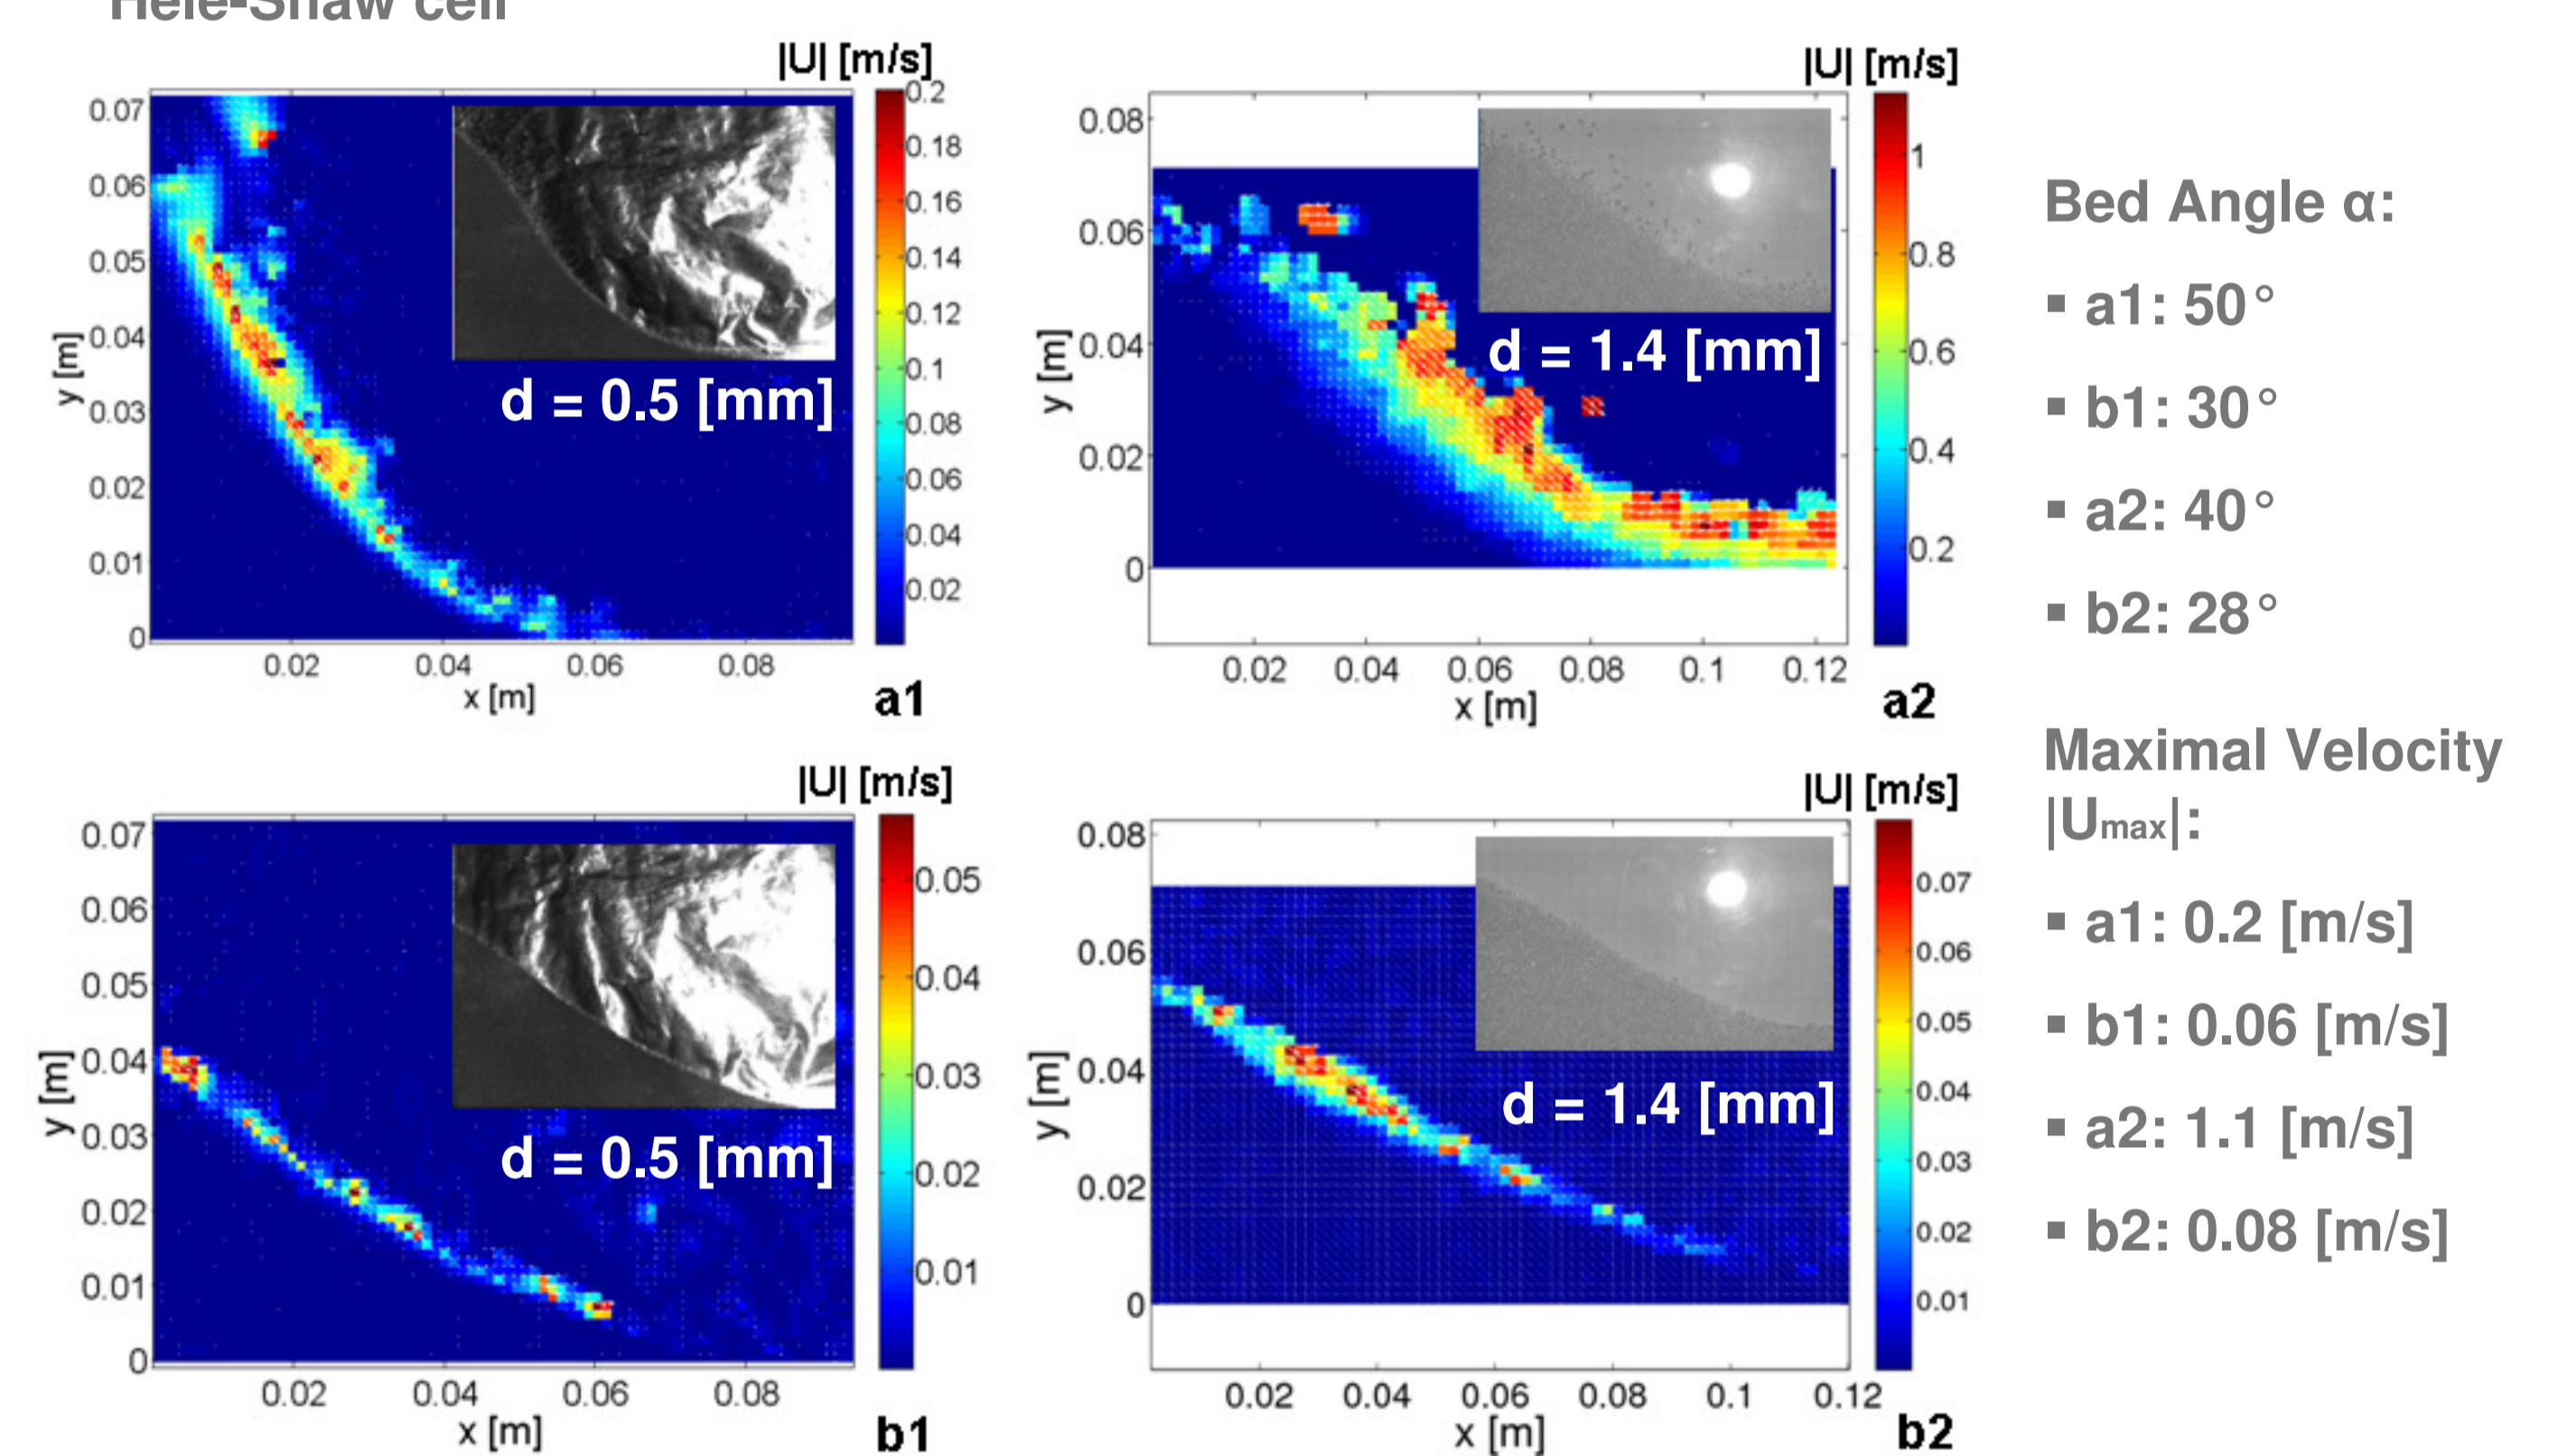 Hele-Shaw cell
|U| [m/s]
0.2
0.18
0.16
0.14
0.12
0.1
0.08
0.06
0.04
0.02
0.07
0.06
0.05
0.04
0.03
0.02
0.01
0
y [m]
d = 0.5 [mm]
0.02 0.04 0.06 0.08
x [m]
a1
|U| [m/s]
1
0.8
0.6
0.4
0.2
0.08
0.06
0.04
0.02
0
y [m]
d = 1.4 [mm]
0.02 0.04 0.06 0.08 0.1 0.12
x [m]
a2
|U| [m/s]
0.05
0.04
0.03
0.02
0.01
0.07
0.06
0.05
0.04
0.03
0.02
0.01
0
y [m]
d = 0.5 [mm]
0.02 0.04 0.06 0.08
x [m]
b1
|U| [m/s]
0.07
0.06
0.05
0.04
0.03
0.02
0.01
0.08
0.06
0.04
0.02
0
y [m]
d = 1.4 [mm]
0.02 0.04 0.06 0.08 0.1 0.12
x [m]
b2
Bed Angle α:
▪ a1: 50°
▪ b1: 30°
▪ a2: 40°
▪ b2: 28°
Maximal Velocity
|Umax|:
▪ a1: 0.2 [m/s]
▪ b1: 0.06 [m/s]
▪ a2: 1.1 [m/s]
▪ b2: 0.08 [m/s]